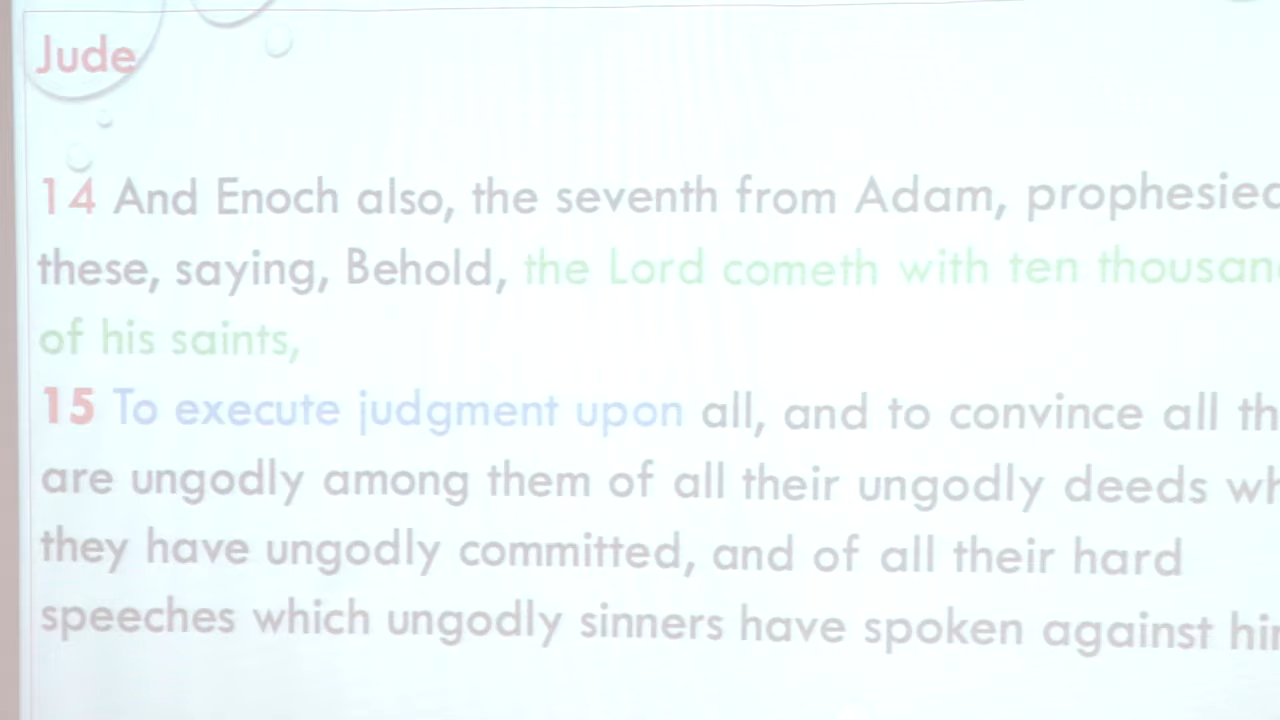 Jude
14 And Enoch also, the seventh from Adam, prophesied
these, saying, Behold, the Lord cometh with ten thousan
of his saints,
15 To execute judgment upon all, and to convince all th
are ungodly among them of all their ungodly deeds wh
they have ungodly committed, and of all their hard
speeches which ungodly sinners have spoken against him